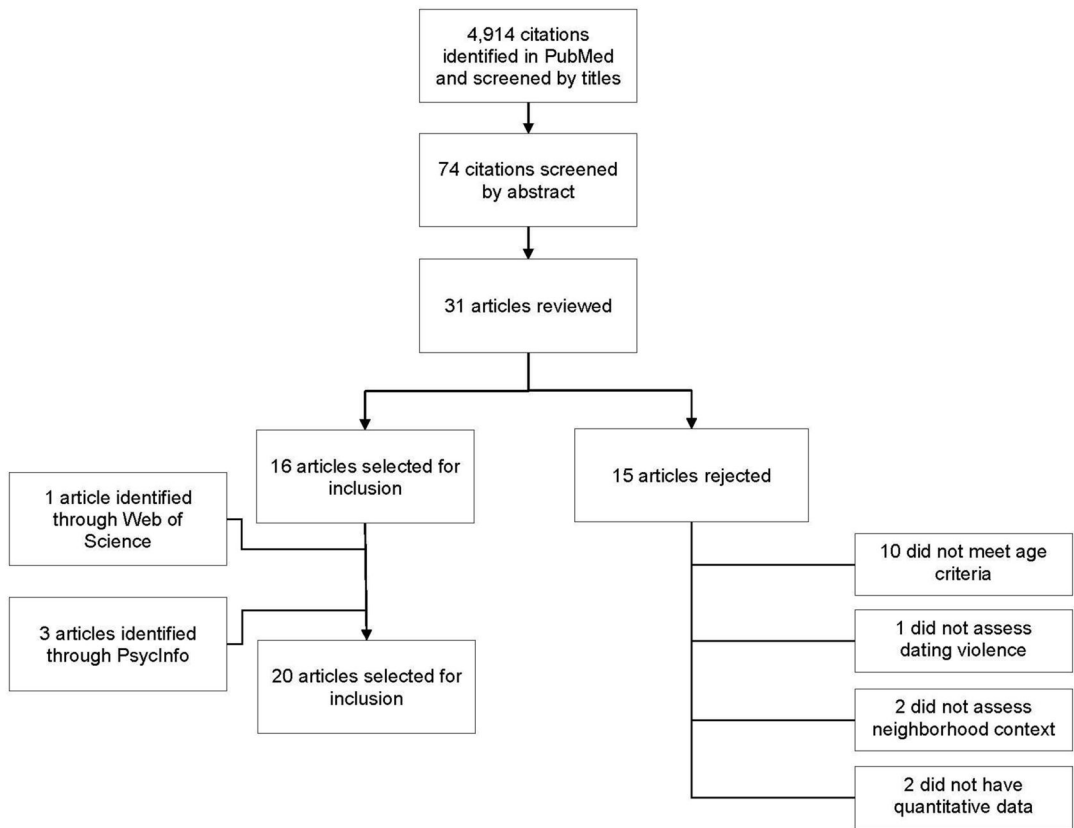 4,914 citations
identified in PubMed
and screened by titles
74 citations screened
by abstract
31 articles reviewed
16 articles selected for
inclusion
15 articles rejected
1 article identified
through Web of
Science
3 articles identified
through PsycInfo
20 articles selected for
inclusion
10 did not meet age
criteria
1 did not assess
dating violence
2 did not assess
neighborhood context
2 did not have
quantitative data